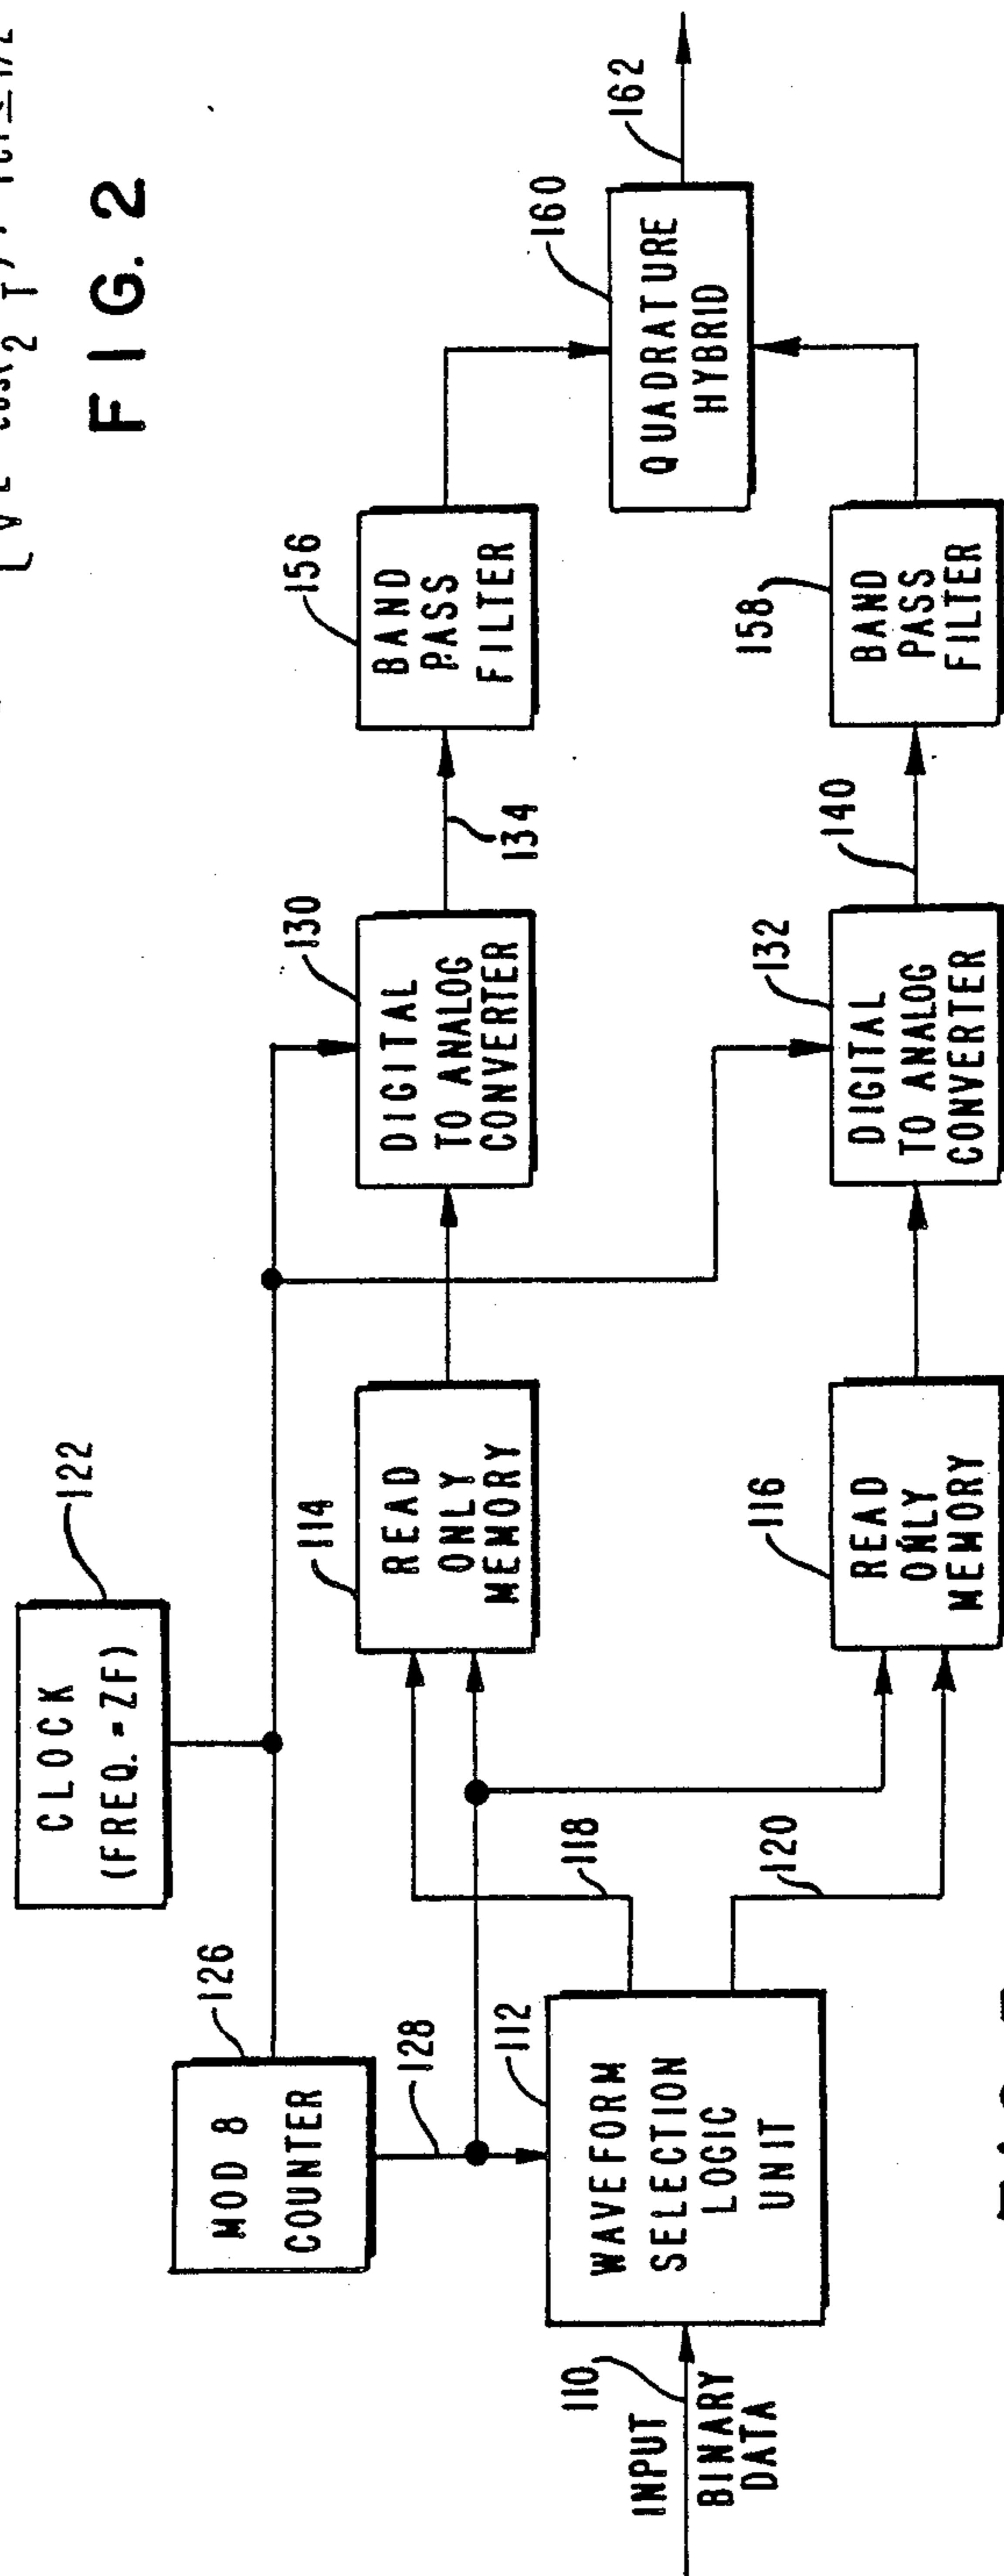 FIG. 2
CLOCK
(FREQ. = ZF)
122
MOD 8
COUNTER
126
128
INPUT
BINARY
DATA
110
WAVEFORM
SELECTION
LOGIC
UNIT
112
118
120
READ
ONLY
MEMORY
114
READ
ONLY
MEMORY
116
DIGITAL
TO ANALOG
CONVERTER
130
DIGITAL
TO ANALOG
CONVERTER
132
134
140
BAND
PASS
FILTER
156
BAND
PASS
FILTER
158
QUADRATURE
HYBRID
160
162